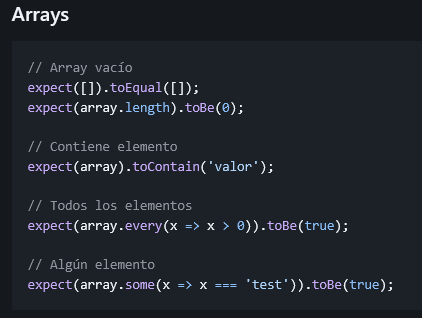 Arrays
// Array vacío
expect([]).toEqual([]);
expect(array.length).toBe(0);
// Contiene elemento
expect(array).toContain('valor');
// Todos los elementos
expect(array.every(x => x > 0)).toBe(true);
// Algún elemento
expect(array.some(x => x === 'test')).toBe(true);